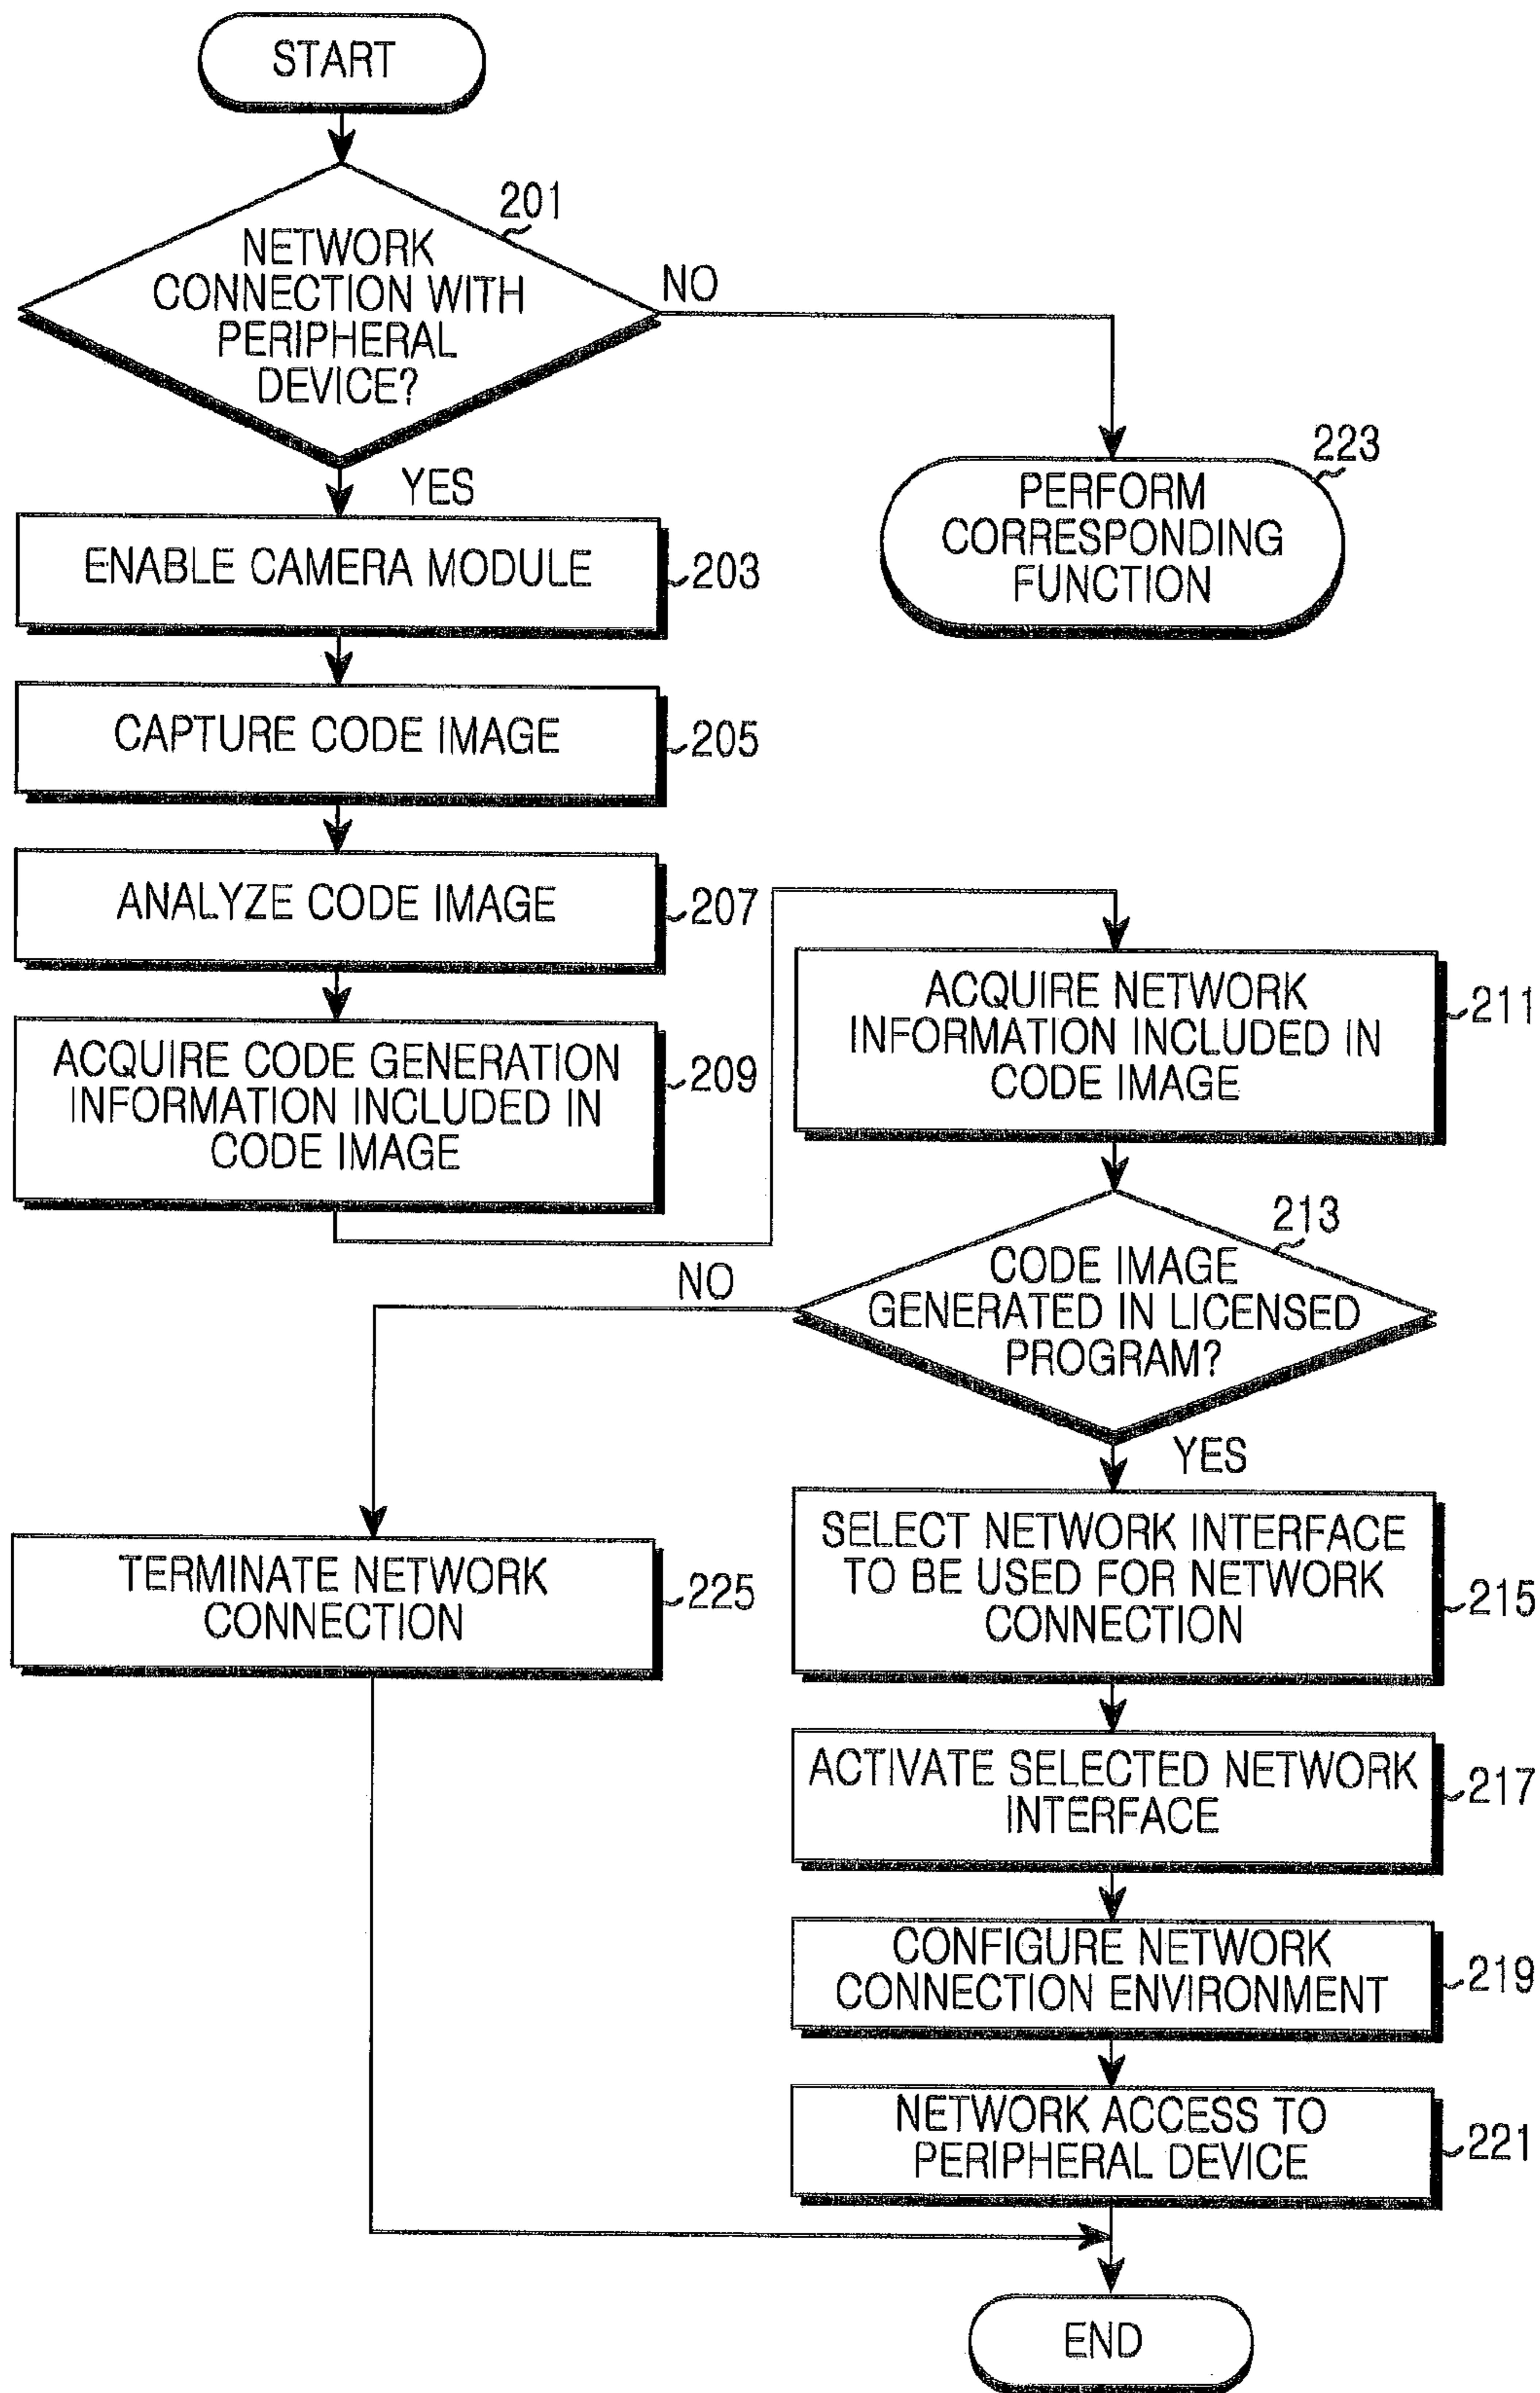 START
201
NETWORK
CONNECTION WITH
PERIPHERAL
DEVICE?
NO
YES
223
PERFORM
CORRESPONDING
FUNCTION
ENABLE CAMERA MODULE
203
CAPTURE CODE IMAGE
205
ANALYZE CODE IMAGE
207
ACQUIRE CODE GENERATION
INFORMATION INCLUDED IN
CODE IMAGE
209
ACQUIRE NETWORK
INFORMATION INCLUDED IN
CODE IMAGE
211
213
CODE IMAGE
GENERATED IN LICENSED
PROGRAM?
NO
YES
TERMINATE NETWORK
CONNECTION
225
SELECT NETWORK INTERFACE
TO BE USED FOR NETWORK
CONNECTION
215
ACTIVATE SELECTED NETWORK
INTERFACE
217
CONFIGURE NETWORK
CONNECTION ENVIRONMENT
219
NETWORK ACCESS TO
PERIPHERAL DEVICE
221
END